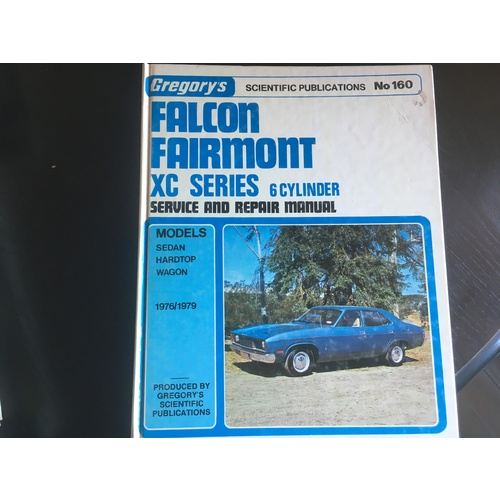 Gregory's SCIENTIFIC PUBLICATIONS No 160
FALCON
FAIRMONT
XC SERIES 6 CYLINDER
SERVICE AND REPAIR MANUAL
MODELS
SEDAN
HARDTOP
WAGON
1976/1979
PRODUCED BY
GREGORY'S
SCIENTIFIC
PUBLICATIONS